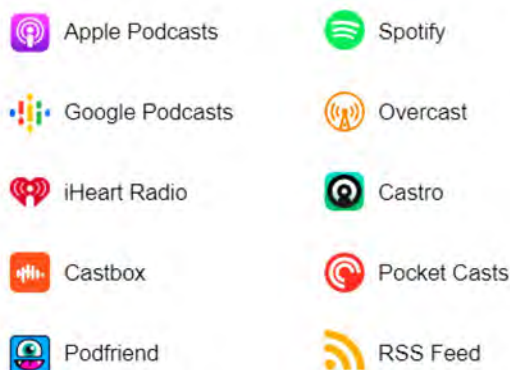 Apple Podcasts
Spotify
Google Podcasts
Overcast
iHeart Radio
Castro
Castbox
Pocket Casts
Podfriend
RSS Feed